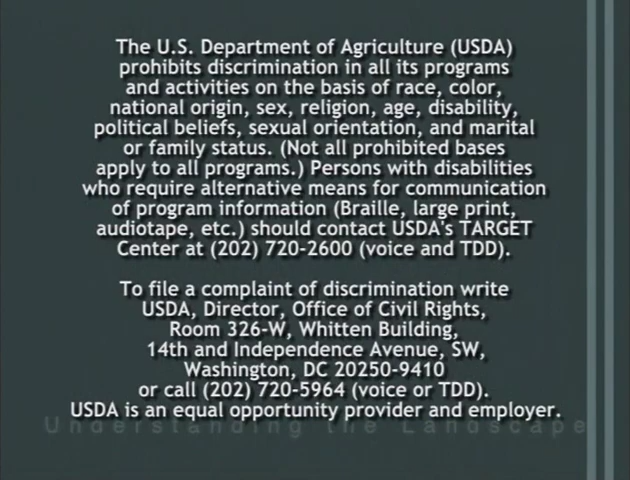 The U.S. Department of Agriculture (USDA)
prohibits discrimination in all its programs
and activities on the basis of race, color,
national origin, sex, religion, age, disability,
political beliefs, sexual orientation, and marital
or family status. (Not all prohibited bases
apply to all programs.) Persons with disabilities
who require alternative means for communication
of program information (Braille, large print,
audiotape, etc.) should contact USDA's TARGET
Center at (202) 720-2600 (voice and TDD).
To file a complaint of discrimination write
USDA, Director, Office of Civil Rights,
Room 326-W, Whitten Building,
14th and Independence Avenue, SW,
Washington, DC 20250-9410
or call (202) 720-5964 (voice or TDD).
USDA is an equal opportunity provider and employer.
Understanding the Landscape